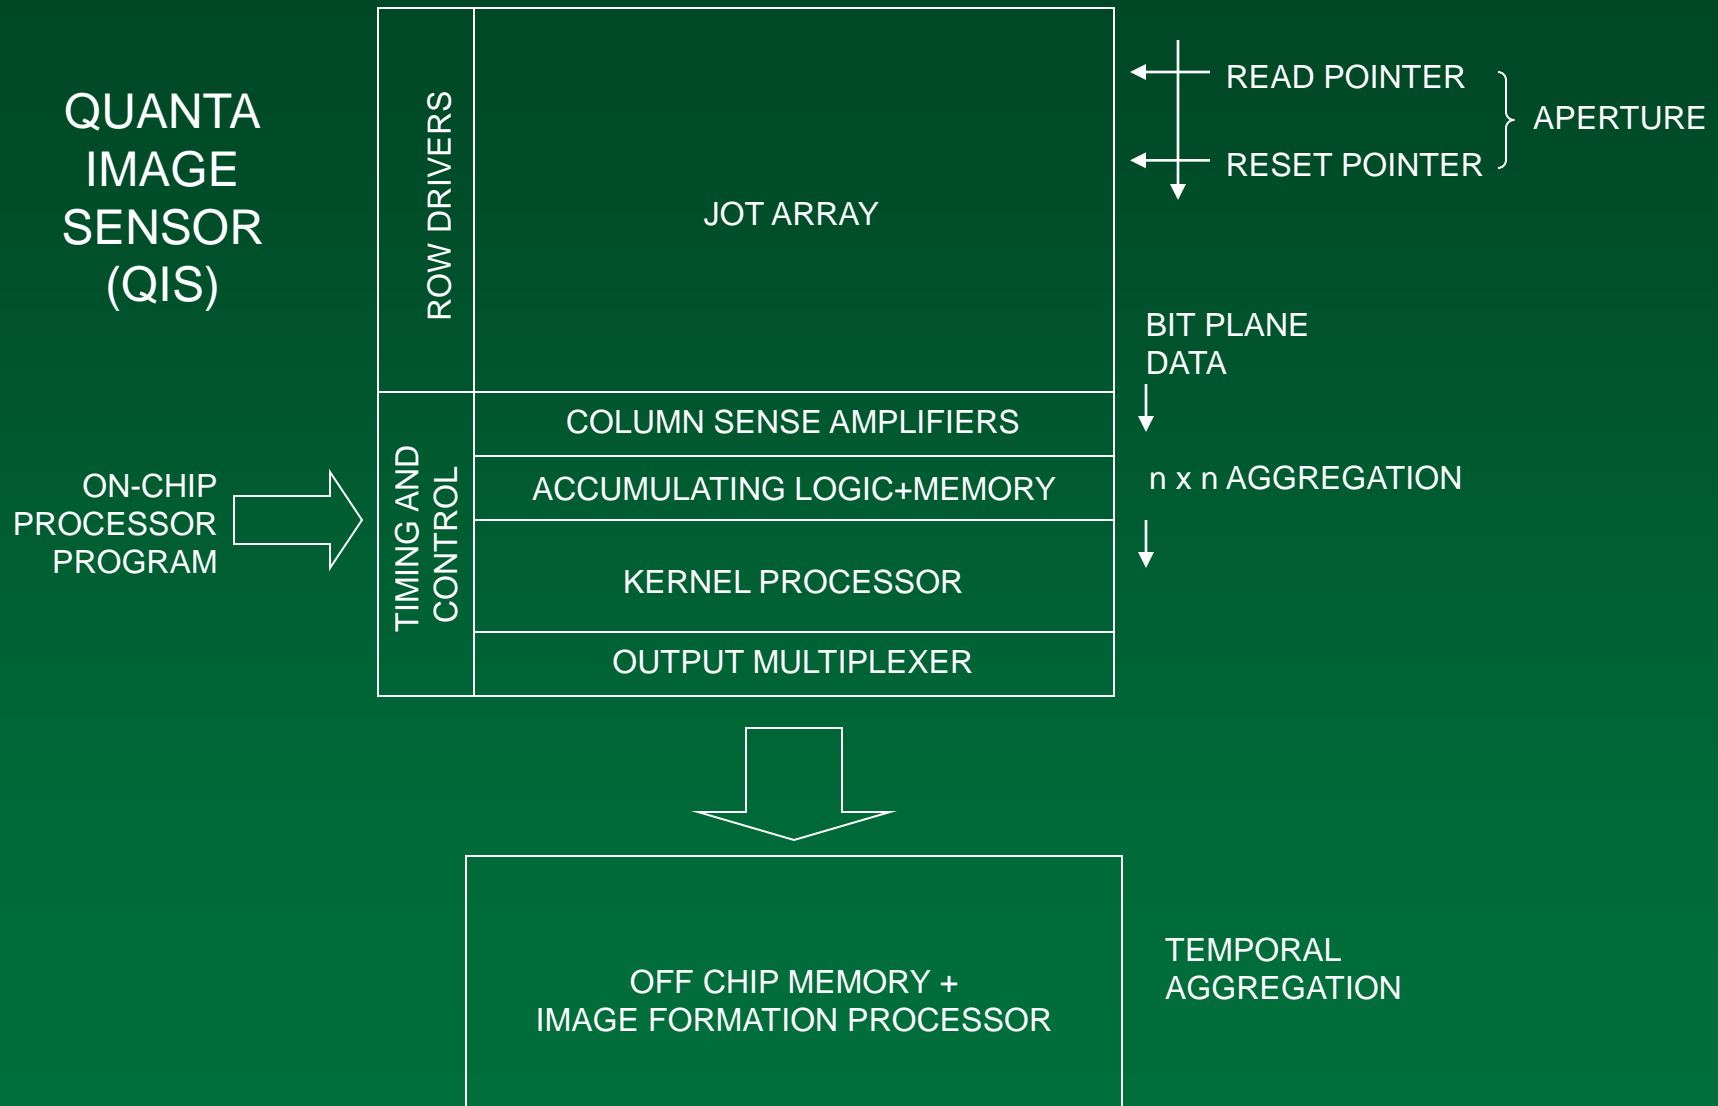 QUANTA
IMAGE
SENSOR
(QIS)
ROW DRIVERS
JOT ARRAY
READ POINTER
RESET POINTER
APERTURE
BIT PLANE
DATA
COLUMN SENSE AMPLIFIERS
ON-CHIP
PROCESSOR
PROGRAM
TIMING AND
CONTROL
ACCUMULATING LOGIC+MEMORY
n x n AGGREGATION
KERNEL PROCESSOR
OUTPUT MULTIPLEXER
OFF CHIP MEMORY +
IMAGE FORMATION PROCESSOR
TEMPORAL
AGGREGATION